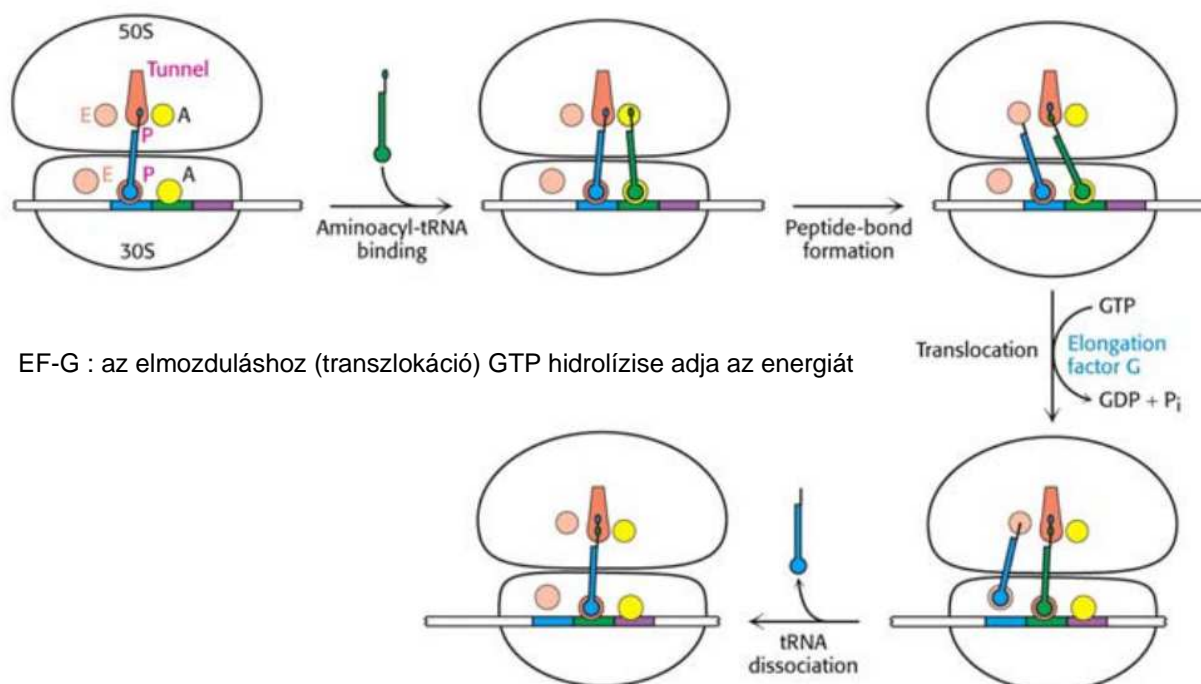 50S
Tunnel
E
A
P
E
P
A
30S
Aminoacyl-tRNA
binding
Peptide-bond
formation
GTP
Translocation
Elongation
factor G
GDP + Pi
EF-G : az elmozduláshoz (transzlokáció) GTP hidrolízise adja az energiát
tRNA
dissociation